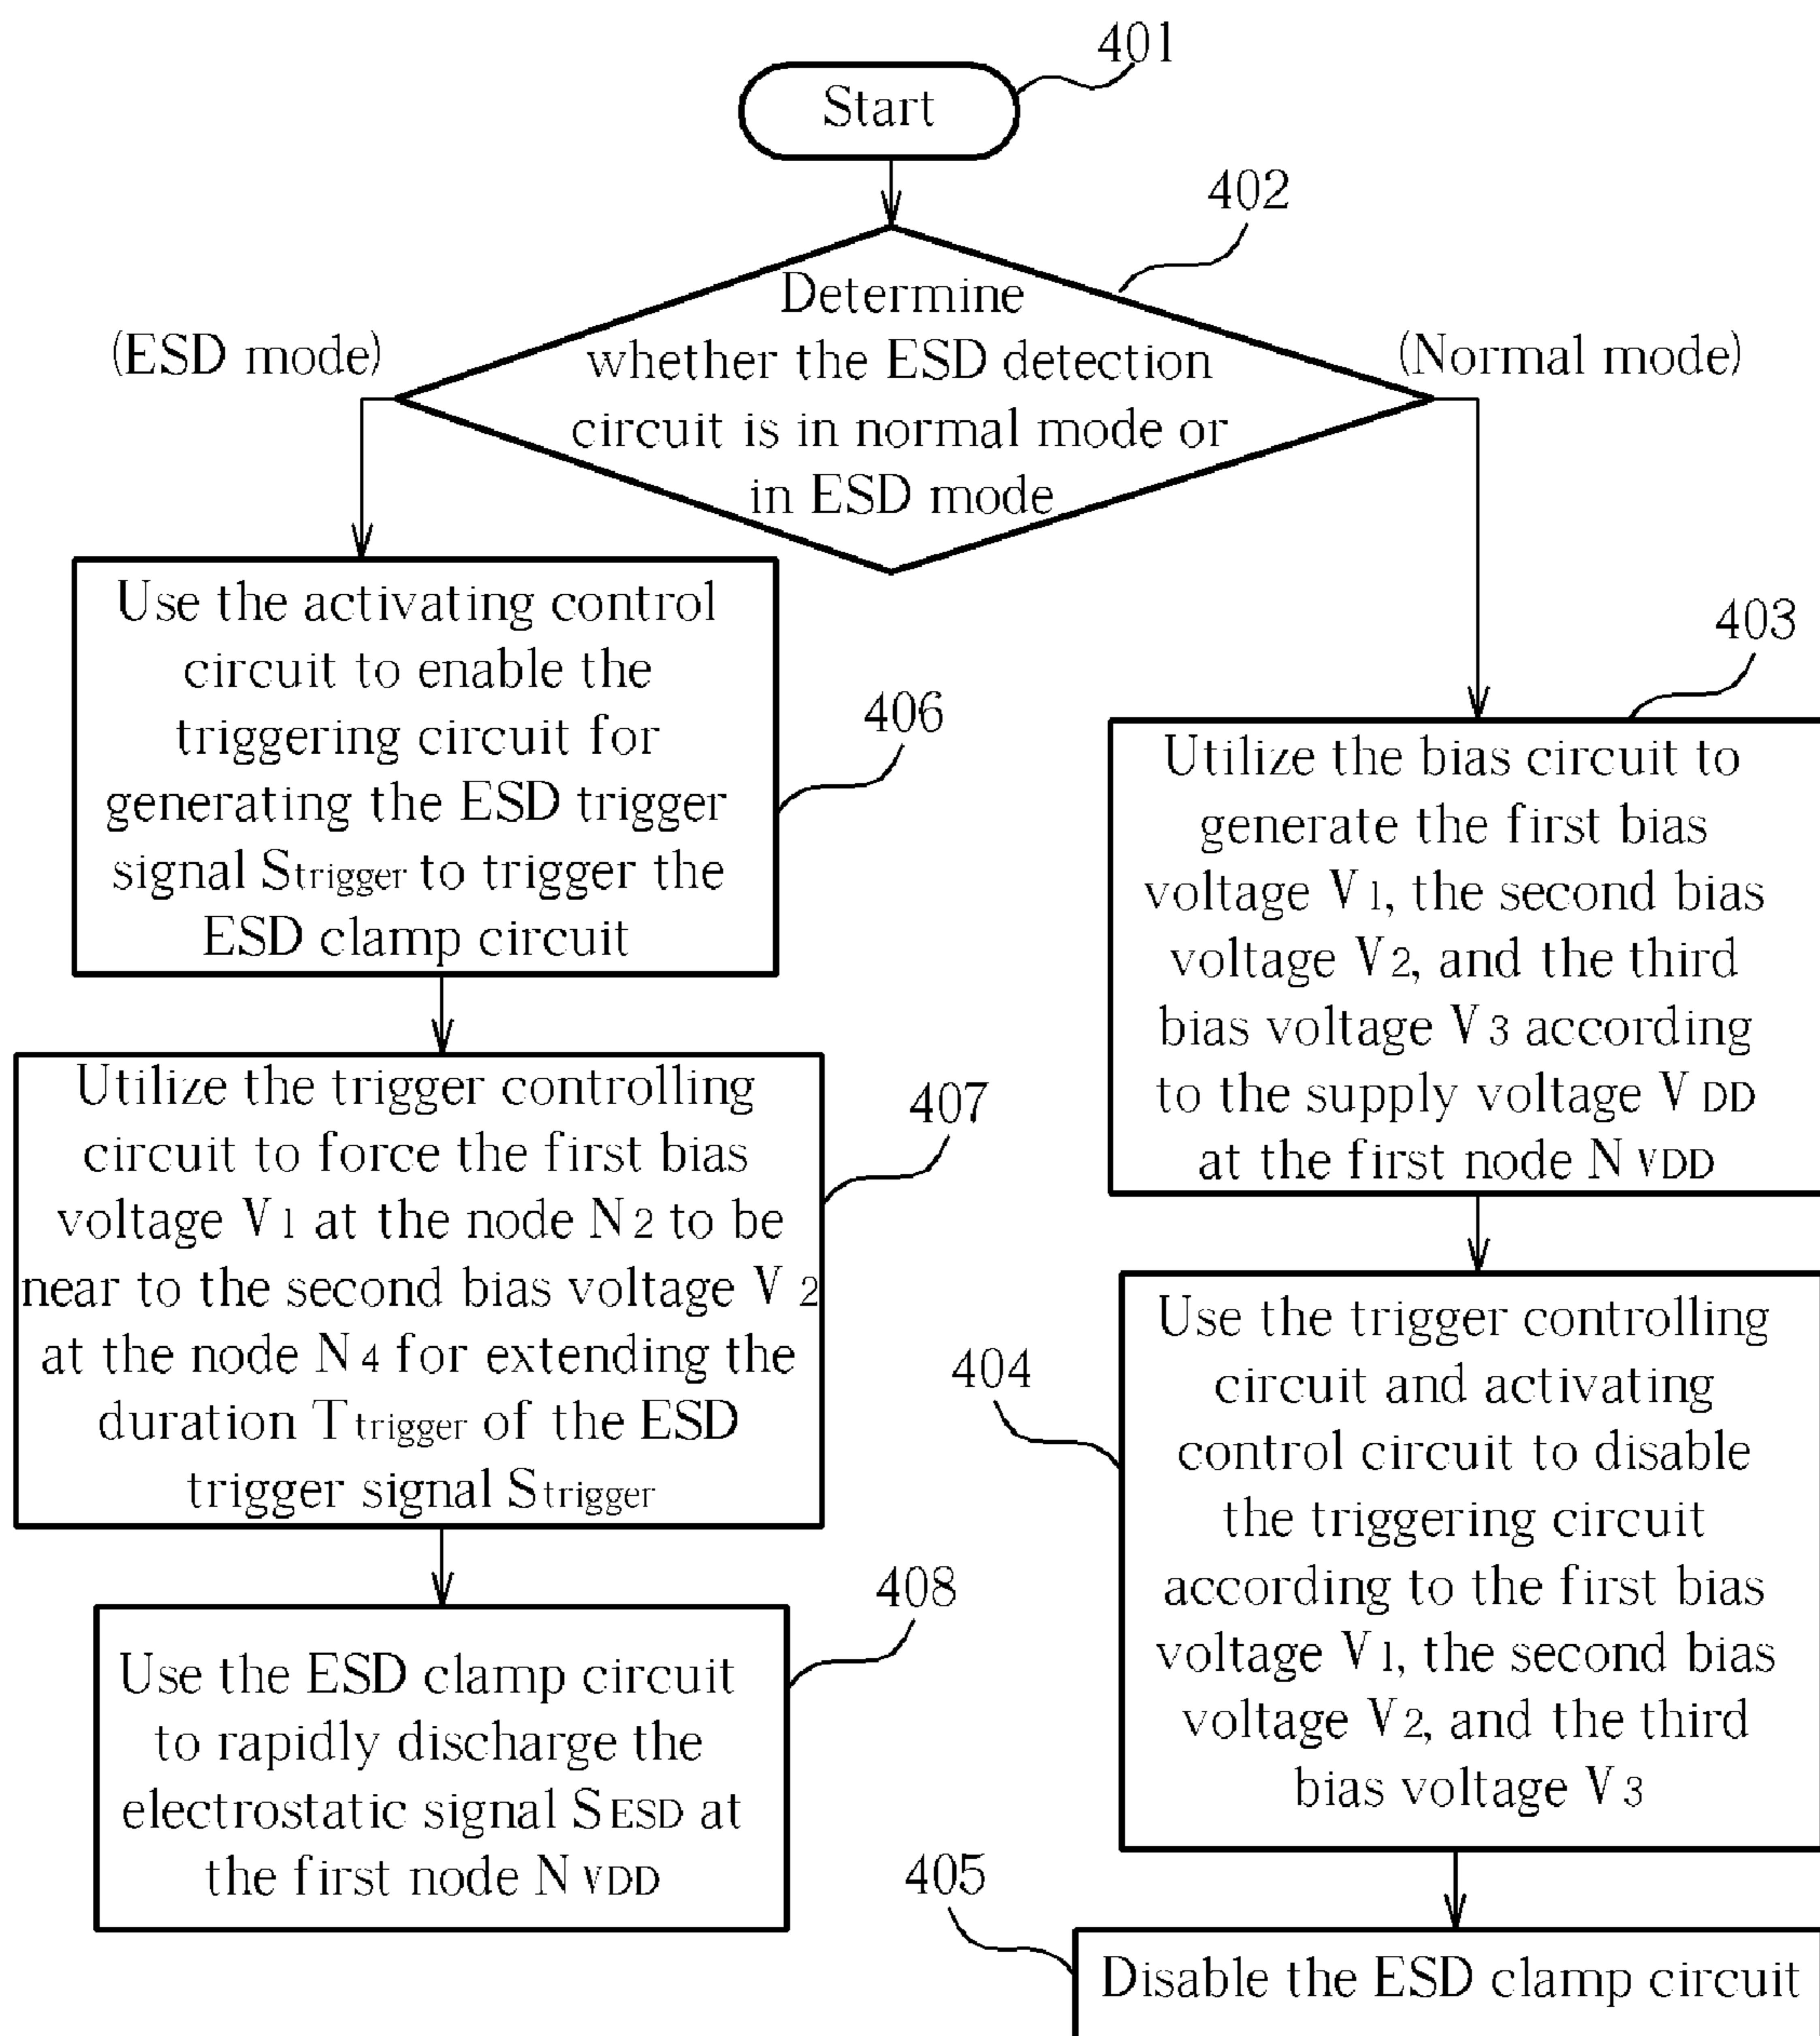 401
Start
402
Determine
whether the ESD detection
circuit is in normal mode or
in ESD mode
(ESD mode)
(Normal mode)
Use the activating control
circuit to enable the
triggering circuit for
generating the ESD trigger
signal Strigger to trigger the
ESD clamp circuit
406
Utilize the trigger controlling
circuit to force the first bias
voltage V1 at the node N2 to be
near to the second bias voltage V2
at the node N4 for extending the
duration Ttrigger of the ESD
trigger signal Strigger
407
Use the ESD clamp circuit
to rapidly discharge the
electrostatic signal SESD at
the first node NVDD
408
403
Utilize the bias circuit to
generate the first bias
voltage V1, the second bias
voltage V2, and the third
bias voltage V3 according
to the supply voltage VDD
at the first node NVDD
404
Use the trigger controlling
circuit and activating
control circuit to disable
the triggering circuit
according to the first bias
voltage V1, the second bias
voltage V2, and the third
bias voltage V3
405
Disable the ESD clamp circuit